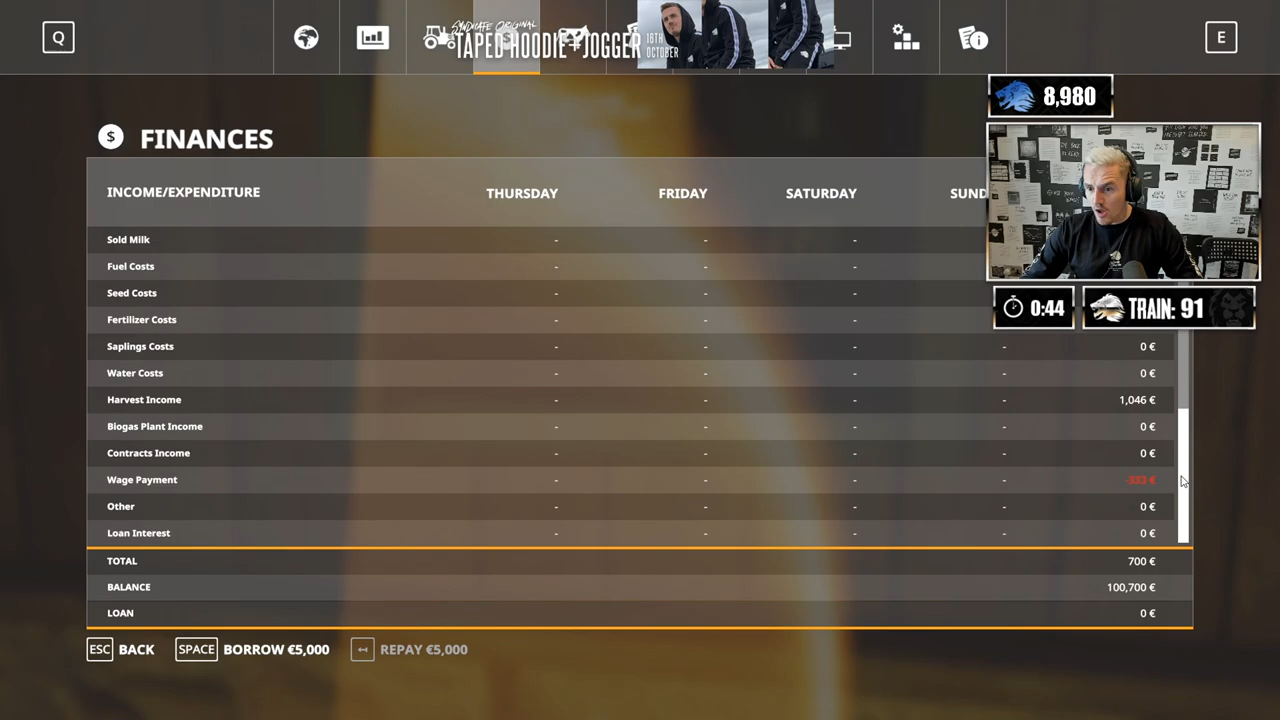 Q
SYNDICATE ORIGINAL
TAPED HOODIE + JOGGER
16TH
OCTOBER
E
8,980
$ FINANCES
INCOME/EXPENDITURE THURSDAY FRIDAY SATURDAY SUND
Sold Milk - - -
Fuel Costs - - -
Seed Costs - - -
0:44 TRAIN: 91
Fertilizer Costs - - -
Saplings Costs - - - - 0 €
Water Costs - - - - 0 €
Harvest Income - - - - 1,046 €
Biogas Plant Income - - - - 0 €
Contracts Income - - - - 0 €
Wage Payment - - - - -333 €
Other - - - - 0 €
Loan Interest - - - - 0 €
TOTAL 700 €
BALANCE 100,700 €
LOAN 0 €
ESC BACK SPACE BORROW €5,000 REPAY €5,000